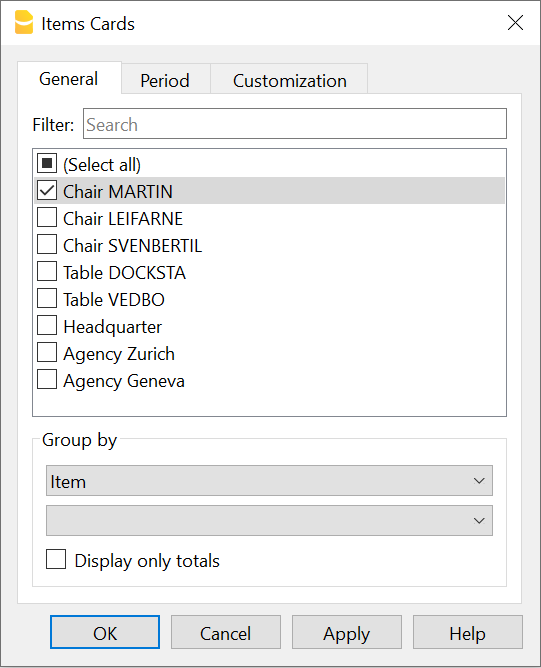 Items Cards
General Period Customization
Filter: Search
(Select all)
Chair MARTIN
Chair LEIFARNE
Chair SVENBERTIL
Table DOCKSTA
Table VEDBO
Headquarter
Agency Zurich
Agency Geneva
Group by
Item
Display only totals
OK Cancel Apply Help